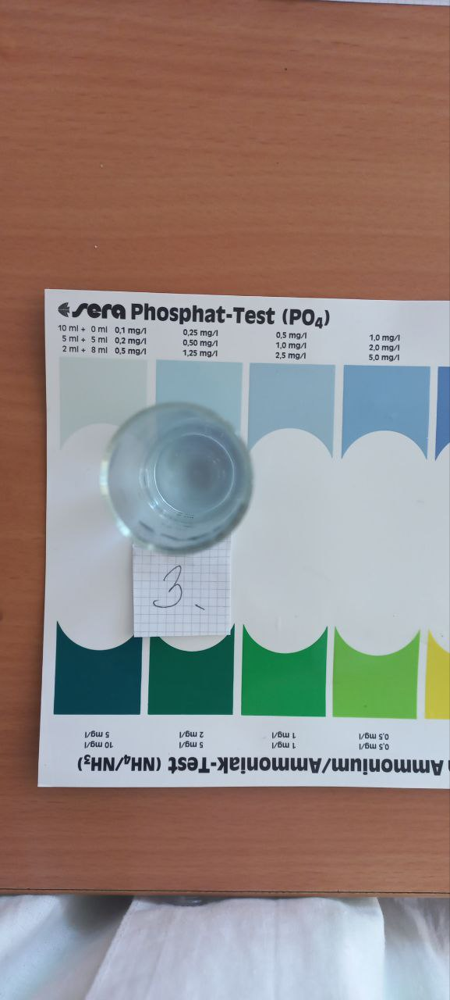 sera Phosphat-Test (PO₄)
10 ml + 0 ml 0,1 mg/l 0,25 mg/l 0,5 mg/l 1,0 mg/l
5 ml + 5 ml 0,2 mg/l 0,50 mg/l 1,0 mg/l 2,0 mg/l
2 ml + 8 ml 0,5 mg/l 1,25 mg/l 2,5 mg/l 5,0 mg/l
3.
5 mg/l 2 mg/l 1 mg/l 0,5 mg/l
10 mg/l 5 mg/l 1 mg/l 0,5 mg/l
Ammonium/Ammoniak-Test (NH₄/NH₃)